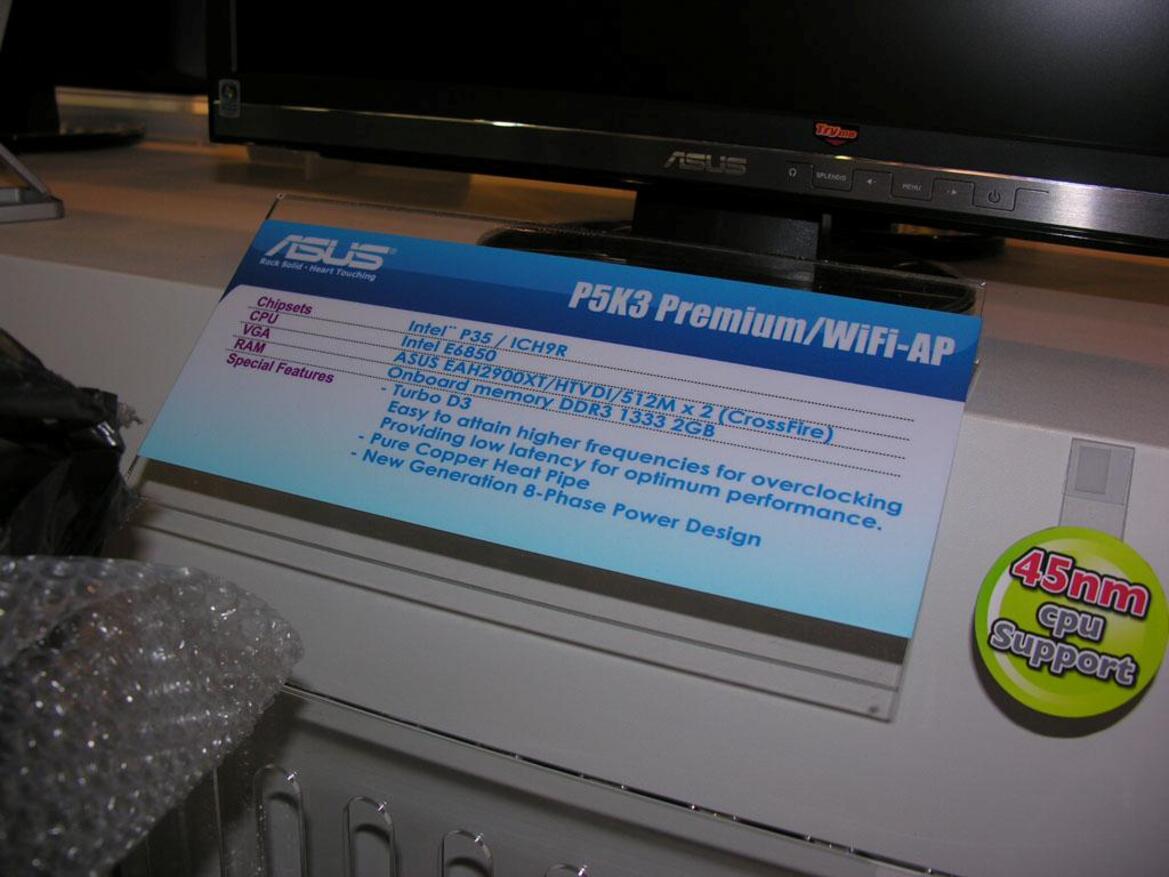 Try me
ASUS
SPLENDID
MENU
ASUS®
Rock Solid · Heart Touching
P5K3 Premium/WiFi-AP
Chipsets Intel™ P35 / ICH9R
CPU Intel E6850
VGA ASUS EAH2900XT/HTVDI/512M x 2 (CrossFire)
RAM Onboard memory DDR3 1333 2GB
Special Features - Turbo D3
Easy to attain higher frequencies for overclocking
Providing low latency for optimum performance.
- Pure Copper Heat Pipe
- New Generation 8-Phase Power Design
45nm
cpu
Support